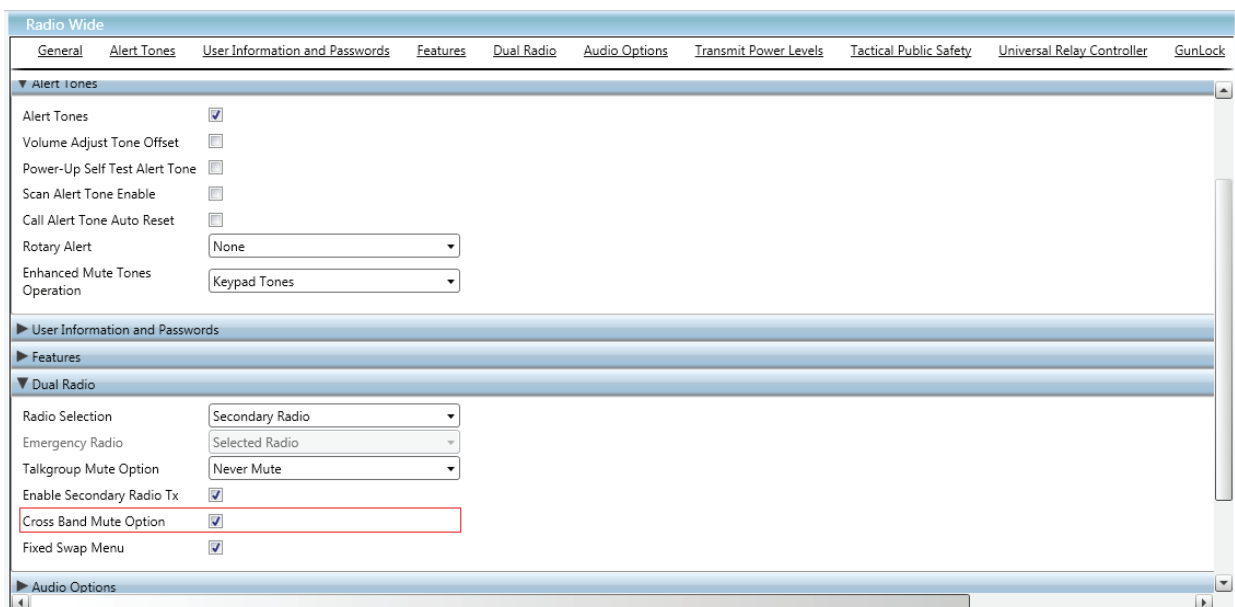 Radio Wide
General Alert Tones User Information and Passwords Features Dual Radio Audio Options Transmit Power Levels Tactical Public Safety Universal Relay Controller GunLock
Alert Tones
Alert Tones
Volume Adjust Tone Offset
Power-Up Self Test Alert Tone
Scan Alert Tone Enable
Call Alert Tone Auto Reset
Rotary Alert None
Enhanced Mute Tones
Operation Keypad Tones
User Information and Passwords
Features
Dual Radio
Radio Selection Secondary Radio
Emergency Radio Selected Radio
Talkgroup Mute Option Never Mute
Enable Secondary Radio Tx
Cross Band Mute Option
Fixed Swap Menu
Audio Options